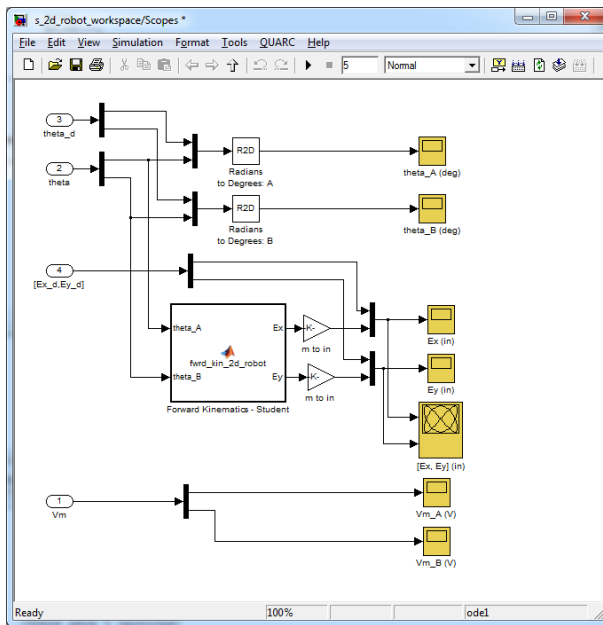 s_2d_robot_workspace/Scopes *
File Edit View Simulation Format Tools QUARC Help
5 Normal
3
theta_d
2
theta
R2D
Radians
to Degrees: A
theta_A (deg)
R2D
Radians
to Degrees: B
theta_B (deg)
4
[Ex_d,Ey_d]
theta_A
Ex
fwrd_kin_2d_robot
theta_B
Ey
Forward Kinematics - Student
-K-
m to in
-K-
m to in
Ex (in)
Ey (in)
[Ex, Ey] (in)
1
Vm
Vm_A (V)
Vm_B (V)
Ready 100% ode1